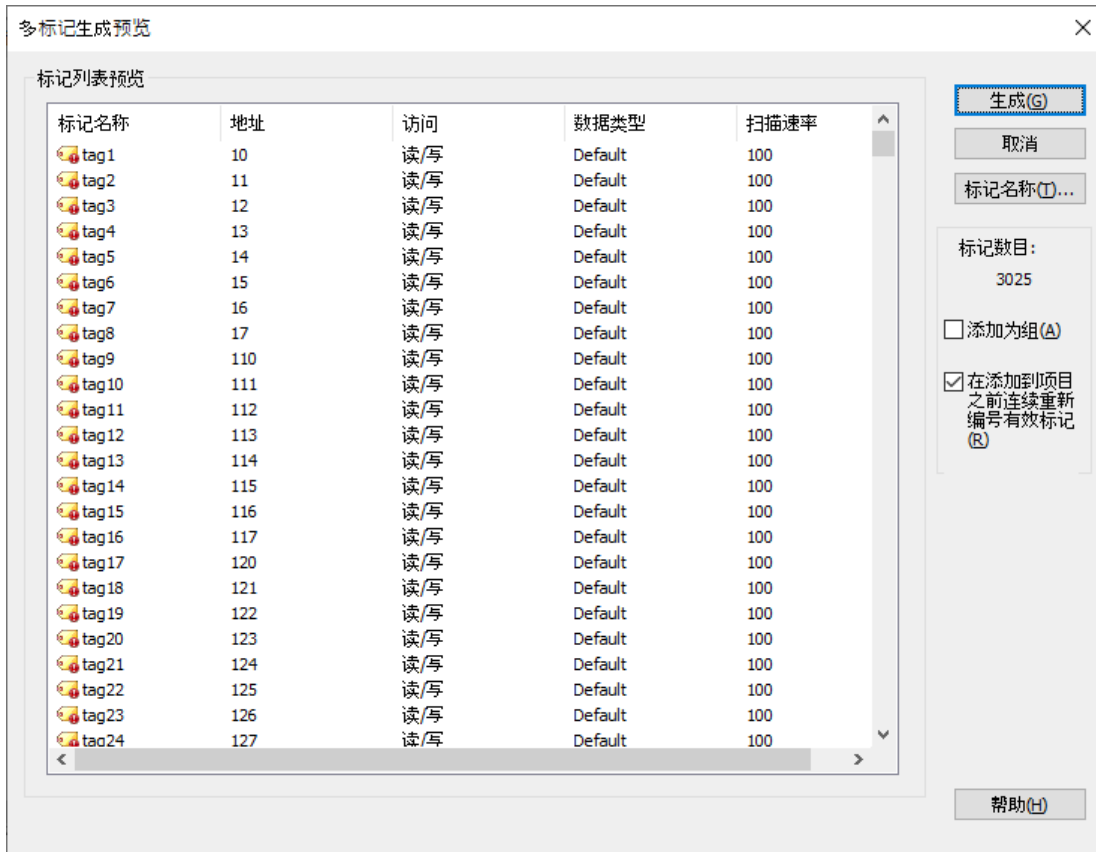 多标记生成预览
标记列表预览
标记名称 地址 访问 数据类型 扫描速率
tag1 10 读/写 Default 100
tag2 11 读/写 Default 100
tag3 12 读/写 Default 100
tag4 13 读/写 Default 100
tag5 14 读/写 Default 100
tag6 15 读/写 Default 100
tag7 16 读/写 Default 100
tag8 17 读/写 Default 100
tag9 110 读/写 Default 100
tag10 111 读/写 Default 100
tag11 112 读/写 Default 100
tag12 113 读/写 Default 100
tag13 114 读/写 Default 100
tag14 115 读/写 Default 100
tag15 116 读/写 Default 100
tag16 117 读/写 Default 100
tag17 120 读/写 Default 100
tag18 121 读/写 Default 100
tag19 122 读/写 Default 100
tag20 123 读/写 Default 100
tag21 124 读/写 Default 100
tag22 125 读/写 Default 100
tag23 126 读/写 Default 100
tag24 127 读/写 Default 100
生成(G)
取消
标记名称(T)...
标记数目:
3025
添加为组(A)
在添加到项目
之前连续重新
编号有效标记
(R)
帮助(H)